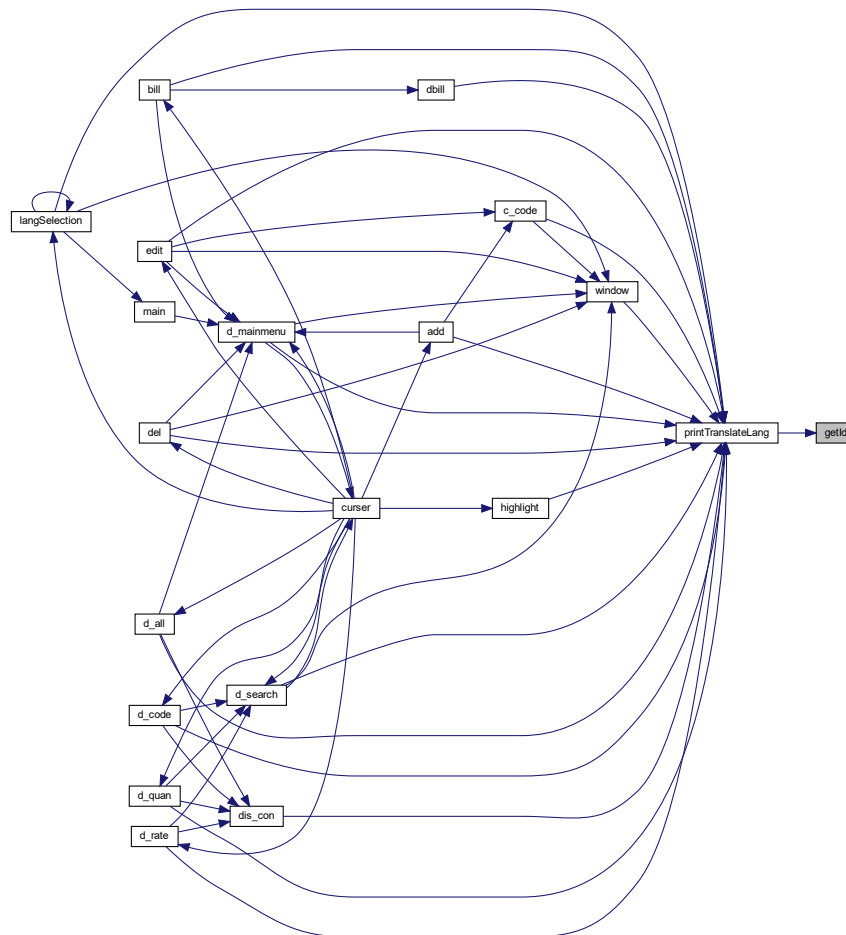 bill
dbill
langSelection
c_code
edit
window
main
d_mainmenu
add
del
printTranslateLang
getId
curser
highlight
d_all
d_search
d_code
d_quan
dis_con
d_rate